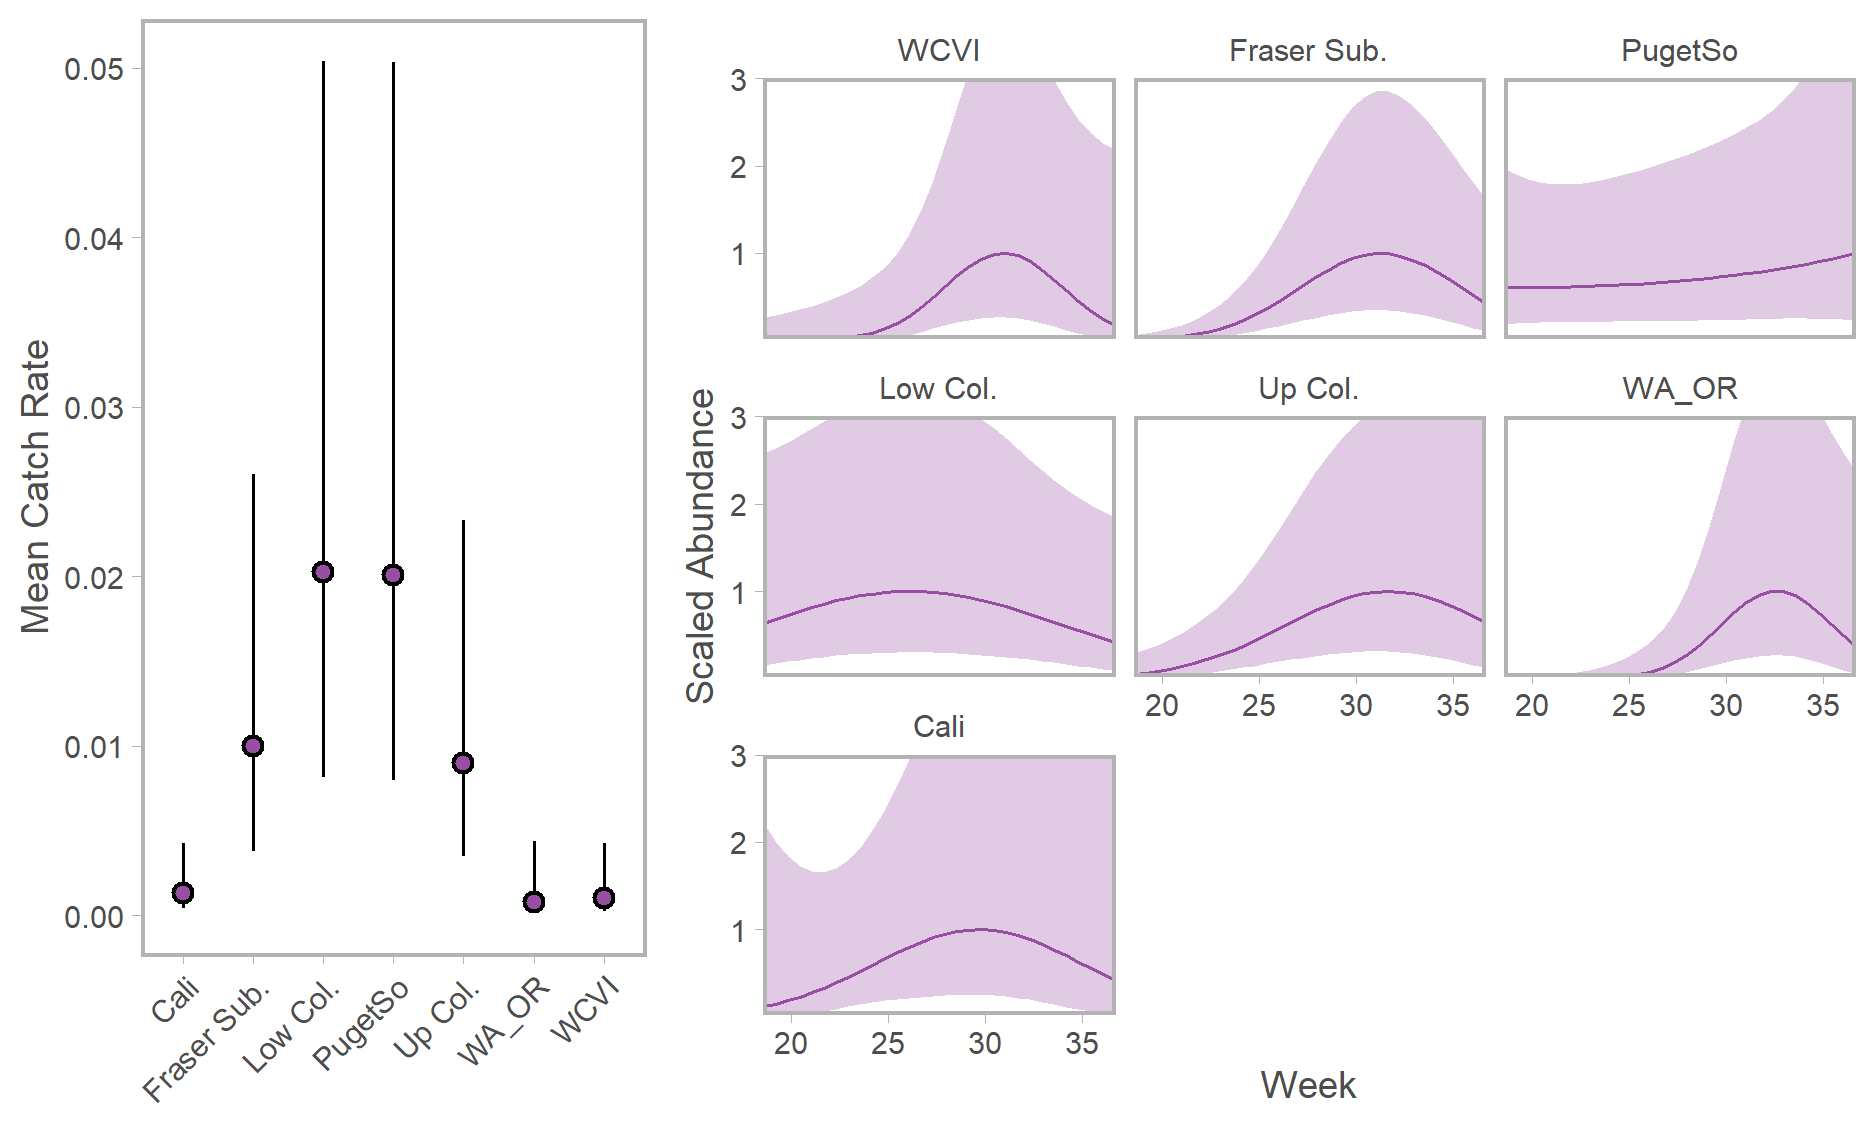 Mean Catch Rate
0.05
0.04
0.03
0.02
0.01
0.00
Cali
Fraser Sub.
Low Col.
PugetSo
Up Col.
WA_OR
WCVI
Scaled Abundance
WCVI Fraser Sub. PugetSo
3
2
1
Low Col. Up Col. WA_OR
3
2
1
20 25 30 35 20 25 30 35
Cali
3
2
1
20 25 30 35
Week